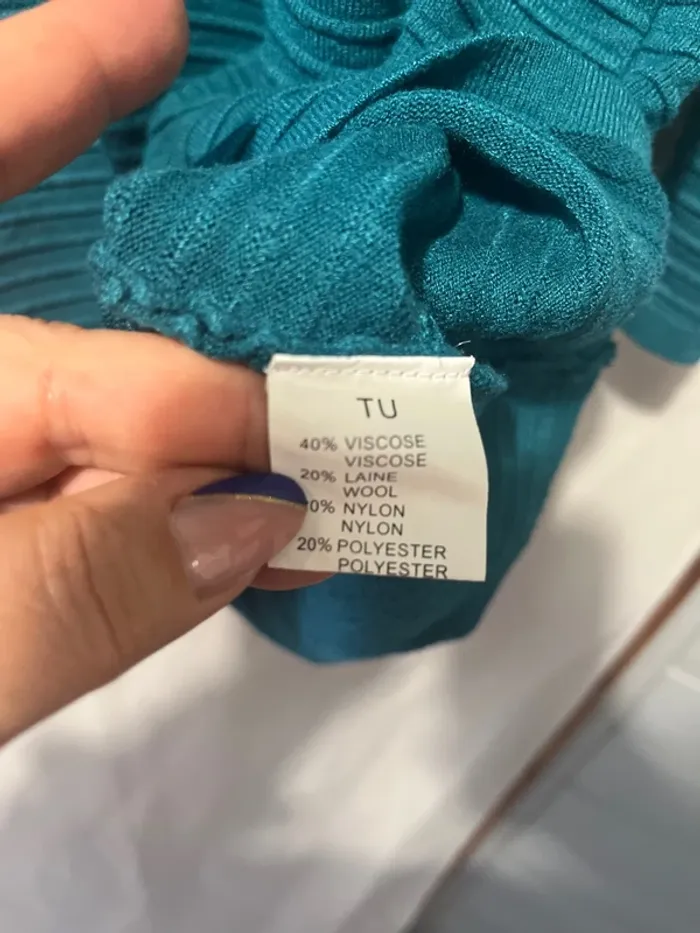 TU
40% VISCOSE
VISCOSE
20% LAINE
WOOL
0% NYLON
NYLON
20% POLYESTER
POLYESTER